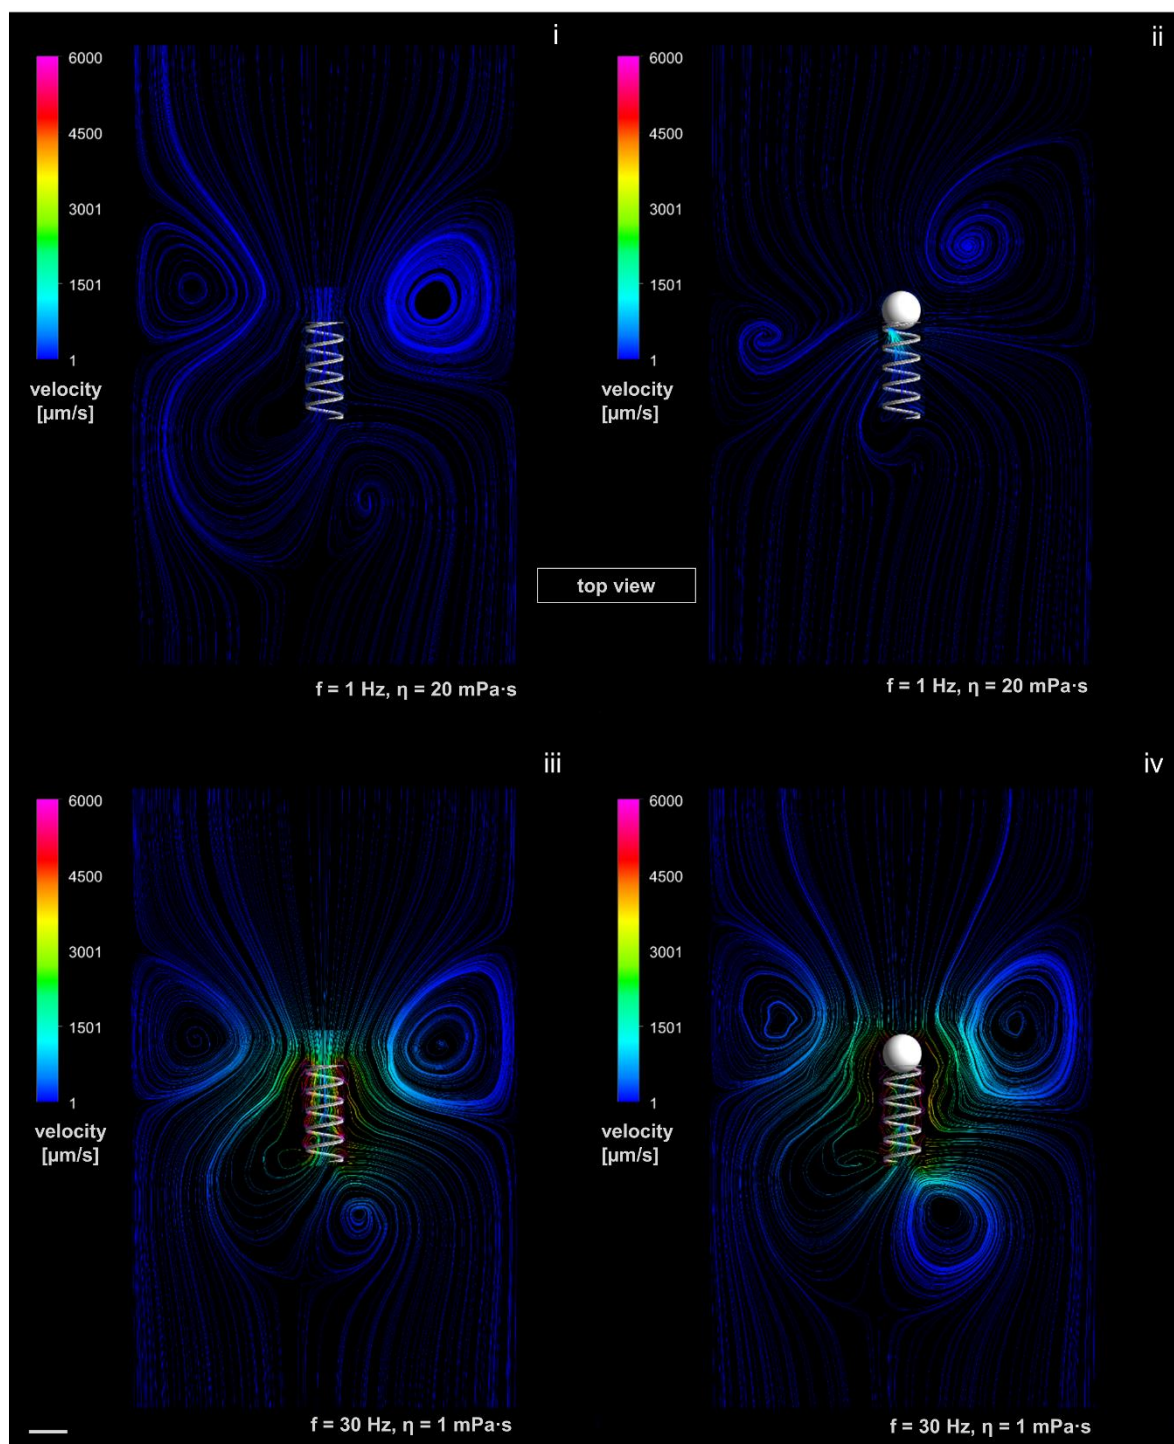 i
6000
4500
3001
1501
1
velocity
[µm/s]
f = 1 Hz, η = 20 mPa·s
ii
6000
4500
3001
1501
1
velocity
[µm/s]
f = 1 Hz, η = 20 mPa·s
top view
iii
6000
4500
3001
1501
1
velocity
[µm/s]
f = 30 Hz, η = 1 mPa·s
iv
6000
4500
3001
1501
1
velocity
[µm/s]
f = 30 Hz, η = 1 mPa·s